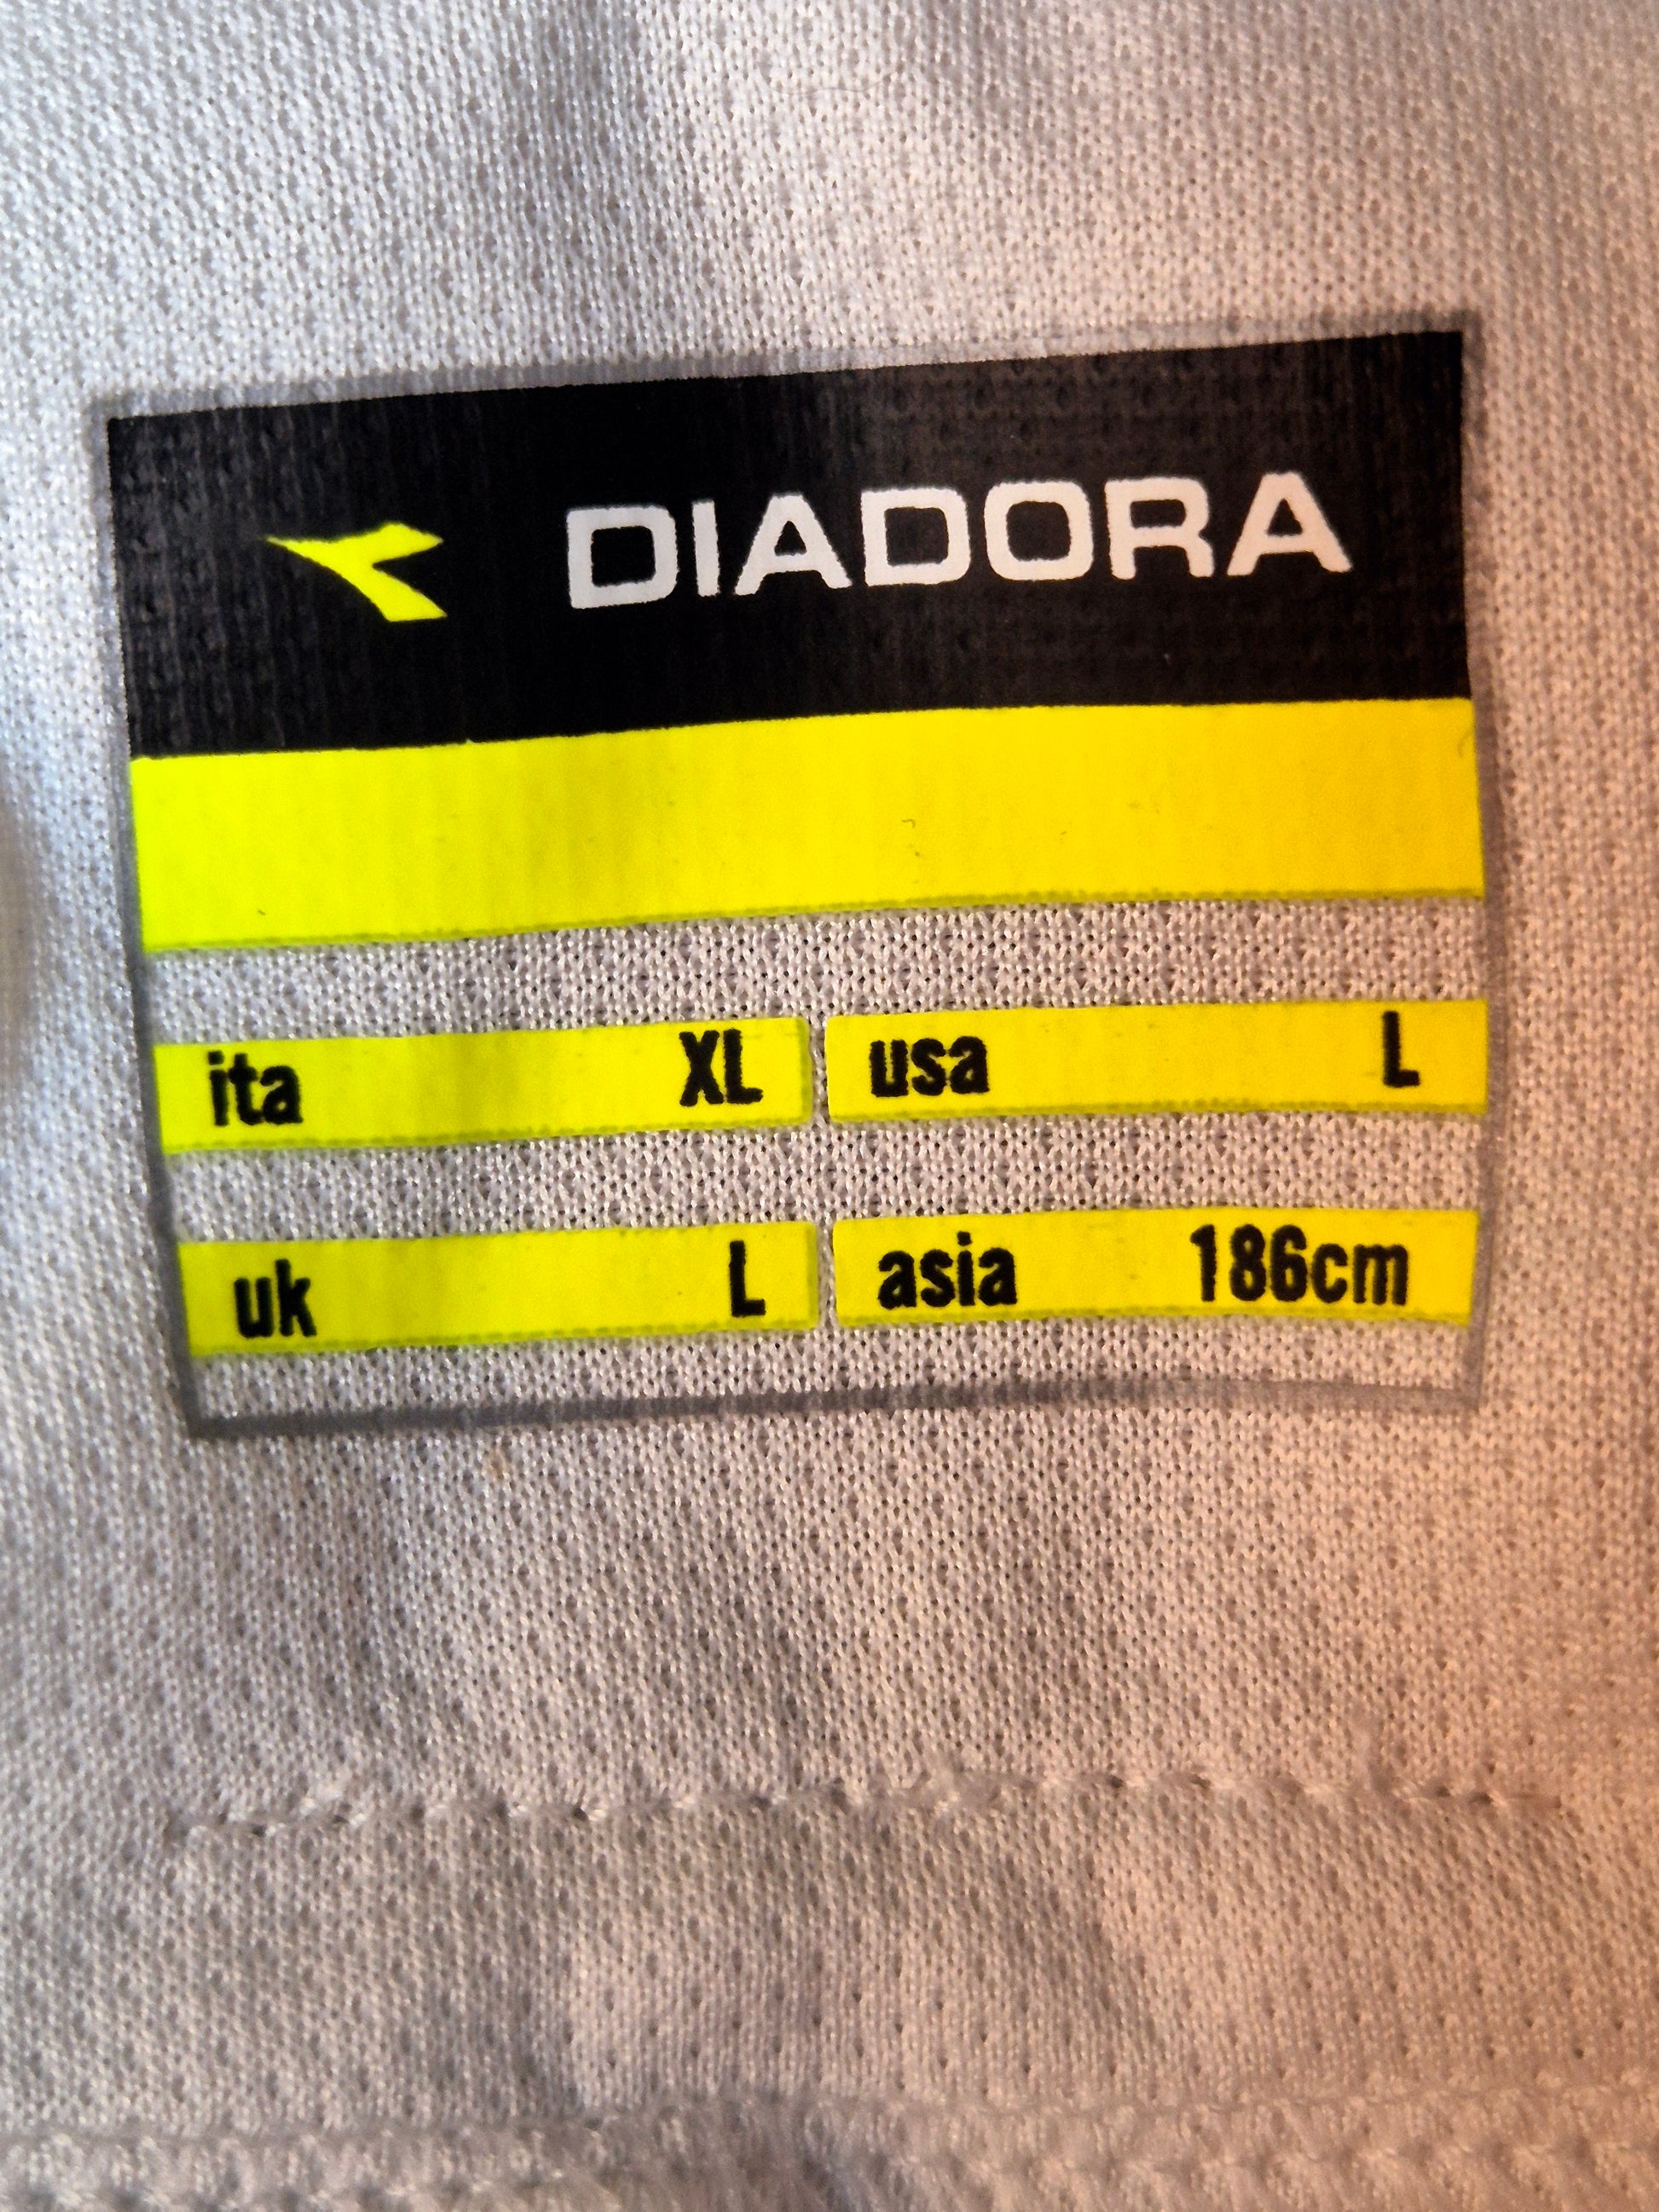 DIADORA
ita XL usa L
uk L asia 186cm